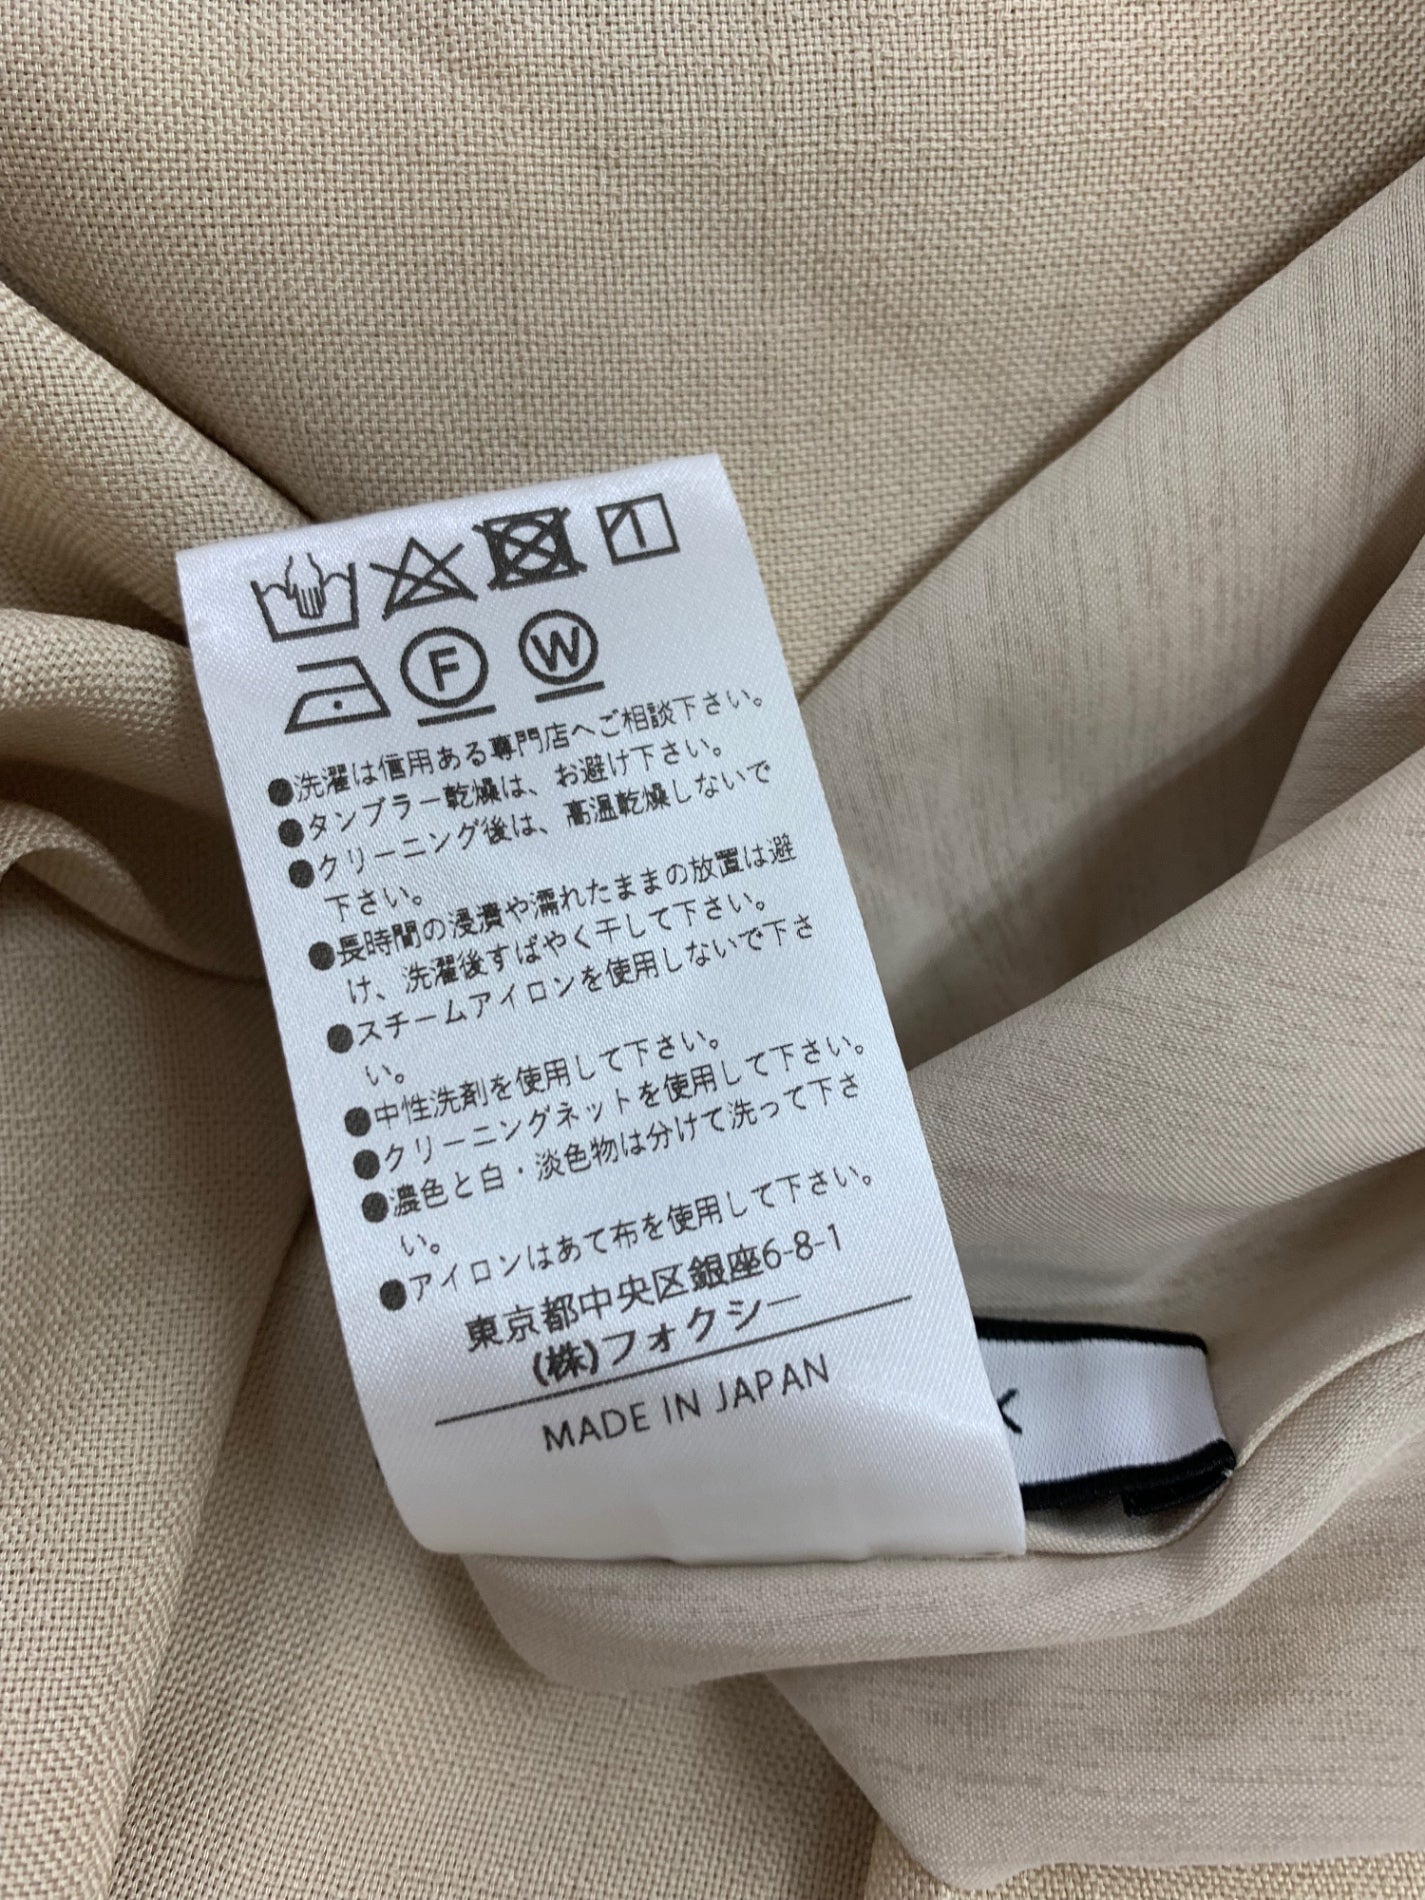 F W
●洗濯は信用ある専門店へご相談下さい。
●タンブラー乾燥は、お避け下さい。
●クリーニング後は、高温乾燥しないで
下さい。
●長時間の浸漬や濡れたままの放置は避
け、洗濯後すばやく干して下さい。
●スチームアイロンを使用しないで下さ
い。
●中性洗剤を使用して下さい。
●クリーニングネットを使用して下さい。
●濃色と白・淡色物は分けて洗って下さ
い。
●アイロンはあて布を使用して下さい。
東京都中央区銀座6-8-1
(株)フォクシー
MADE IN JAPAN